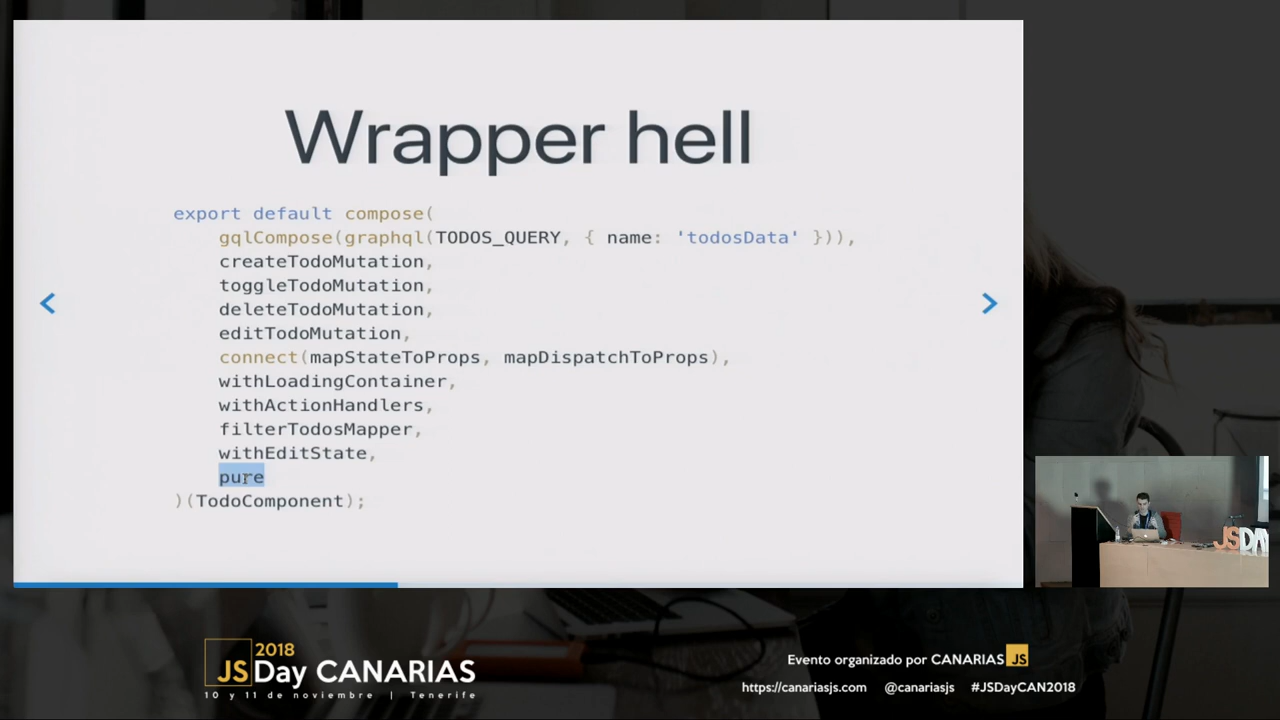 Wrapper hell
export default compose(
gqlCompose(graphql(TODOS_QUERY, { name: 'todosData' })),
createTodoMutation,
toggleTodoMutation,
deleteTodoMutation,
editTodoMutation,
connect(mapStateToProps, mapDispatchToProps),
withLoadingContainer,
withActionHandlers,
filterTodosMapper,
withEditState,
pure
)(TodoComponent);
JSDAY
2018
JSDay CANARIAS
10 y 11 de noviembre | Tenerife
Evento organizado por CANARIAS JS
https://canariasjs.com @canariasjs #JSDayCAN2018